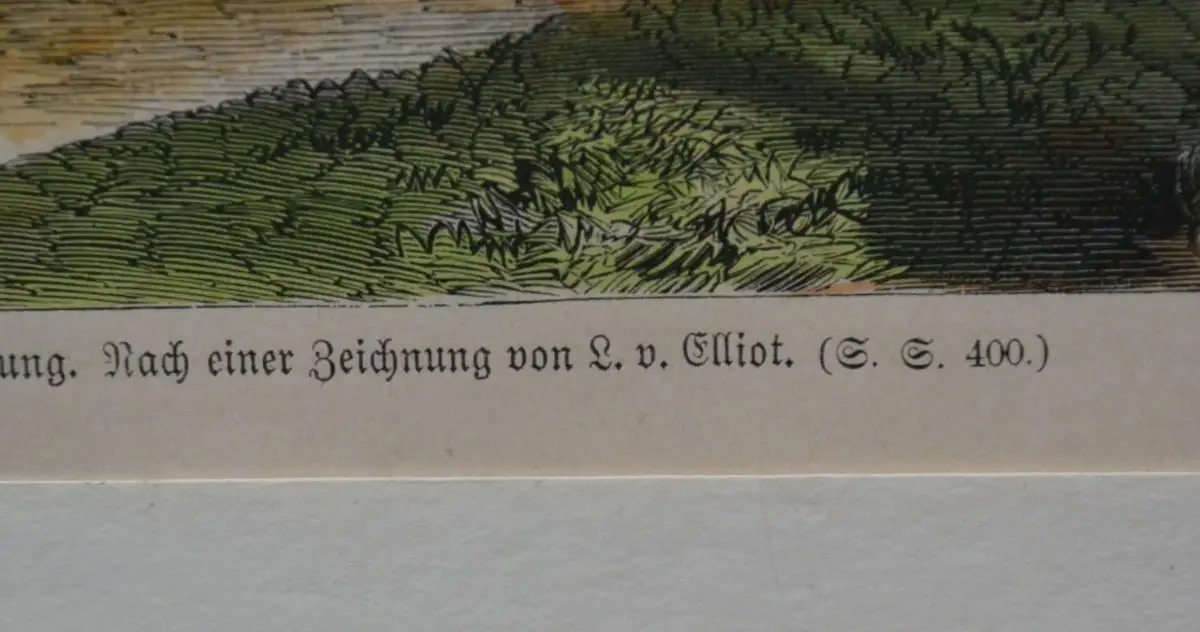 ung. Nach einer Zeichnung von L. v. Elliot. (S. S. 400.)